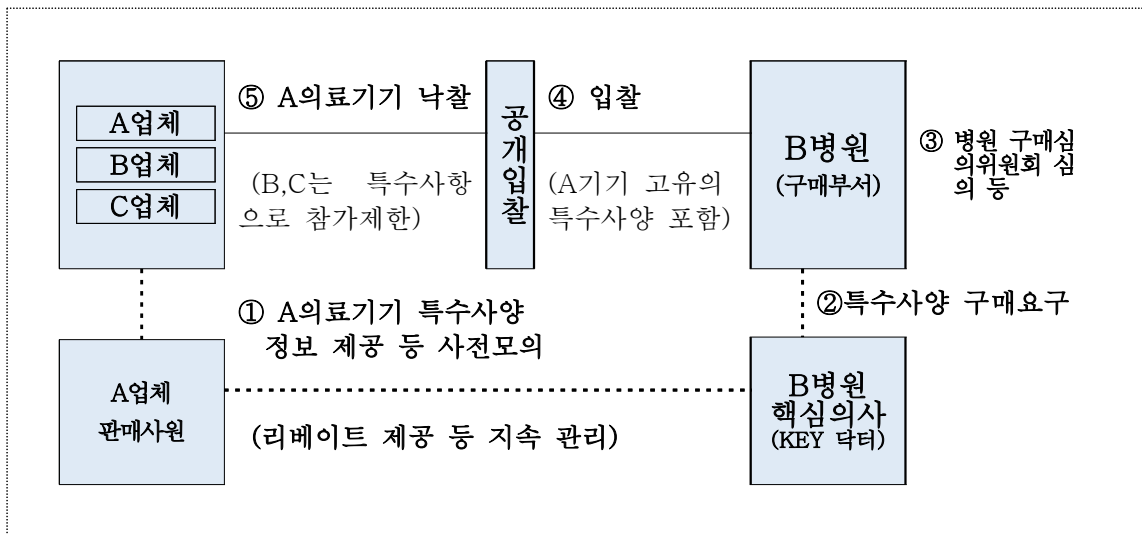 A업체
B업체
C업체
⑤ A의료기기 낙찰
(B,C는 특수사항
으로 참가제한)
공개입찰
④ 입찰
(A기기 고유의
특수사양 포함)
B병원
(구매부서)
③ 병원 구매심
의위원회 심
의 등
① A의료기기 특수사양
정보 제공 등 사전모의
②특수사양 구매요구
A업체
판매사원
(리베이트 제공 등 지속 관리)
B병원
핵심의사
(KEY 닥터)